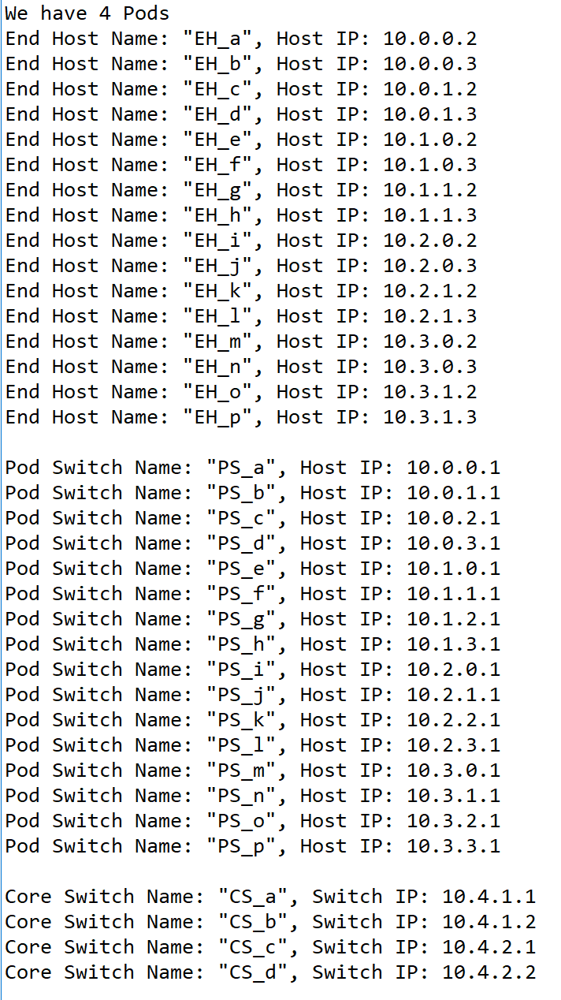 We have 4 Pods
End Host Name: "EH_a", Host IP: 10.0.0.2
End Host Name: "EH_b", Host IP: 10.0.0.3
End Host Name: "EH_c", Host IP: 10.0.1.2
End Host Name: "EH_d", Host IP: 10.0.1.3
End Host Name: "EH_e", Host IP: 10.1.0.2
End Host Name: "EH_f", Host IP: 10.1.0.3
End Host Name: "EH_g", Host IP: 10.1.1.2
End Host Name: "EH_h", Host IP: 10.1.1.3
End Host Name: "EH_i", Host IP: 10.2.0.2
End Host Name: "EH_j", Host IP: 10.2.0.3
End Host Name: "EH_k", Host IP: 10.2.1.2
End Host Name: "EH_l", Host IP: 10.2.1.3
End Host Name: "EH_m", Host IP: 10.3.0.2
End Host Name: "EH_n", Host IP: 10.3.0.3
End Host Name: "EH_o", Host IP: 10.3.1.2
End Host Name: "EH_p", Host IP: 10.3.1.3

Pod Switch Name: "PS_a", Host IP: 10.0.0.1
Pod Switch Name: "PS_b", Host IP: 10.0.1.1
Pod Switch Name: "PS_c", Host IP: 10.0.2.1
Pod Switch Name: "PS_d", Host IP: 10.0.3.1
Pod Switch Name: "PS_e", Host IP: 10.1.0.1
Pod Switch Name: "PS_f", Host IP: 10.1.1.1
Pod Switch Name: "PS_g", Host IP: 10.1.2.1
Pod Switch Name: "PS_h", Host IP: 10.1.3.1
Pod Switch Name: "PS_i", Host IP: 10.2.0.1
Pod Switch Name: "PS_j", Host IP: 10.2.1.1
Pod Switch Name: "PS_k", Host IP: 10.2.2.1
Pod Switch Name: "PS_l", Host IP: 10.2.3.1
Pod Switch Name: "PS_m", Host IP: 10.3.0.1
Pod Switch Name: "PS_n", Host IP: 10.3.1.1
Pod Switch Name: "PS_o", Host IP: 10.3.2.1
Pod Switch Name: "PS_p", Host IP: 10.3.3.1

Core Switch Name: "CS_a", Switch IP: 10.4.1.1
Core Switch Name: "CS_b", Switch IP: 10.4.1.2
Core Switch Name: "CS_c", Switch IP: 10.4.2.1
Core Switch Name: "CS_d", Switch IP: 10.4.2.2